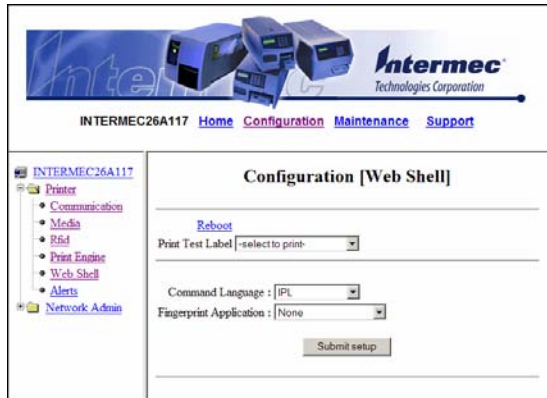 Intermec
Intermec
Technologies Corporation
INTERMEC26A117 Home Configuration Maintenance Support
INTERMEC26A117
Printer
Communication
Media
Rfid
Print Engine
Web Shell
Alerts
Network Admin
Configuration [Web Shell]
Reboot
Print Test Label -select to print-
Command Language : IPL
Fingerprint Application : None
Submit setup